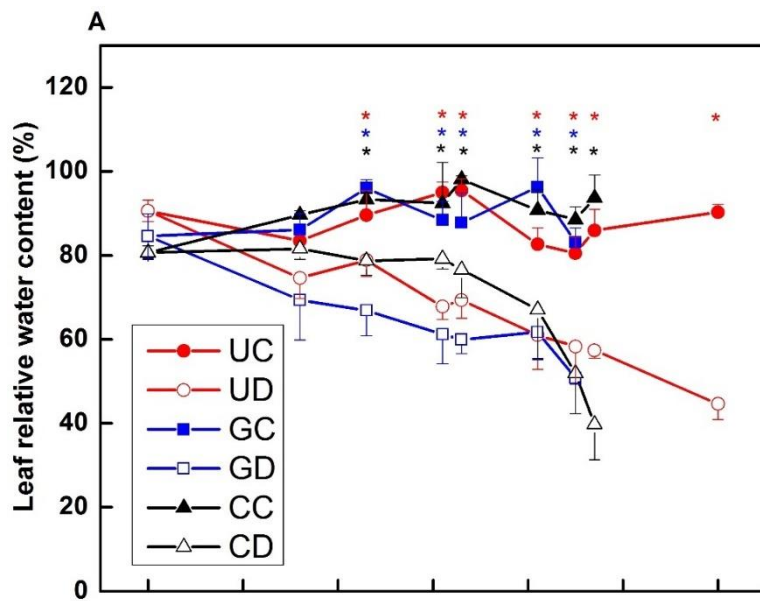 A
Leaf relative water content (%)
120
100
80
60
40
20
0
* * * * * * *
* * * * *
* * * * * *
UC
UD
GC
GD
CC
CD